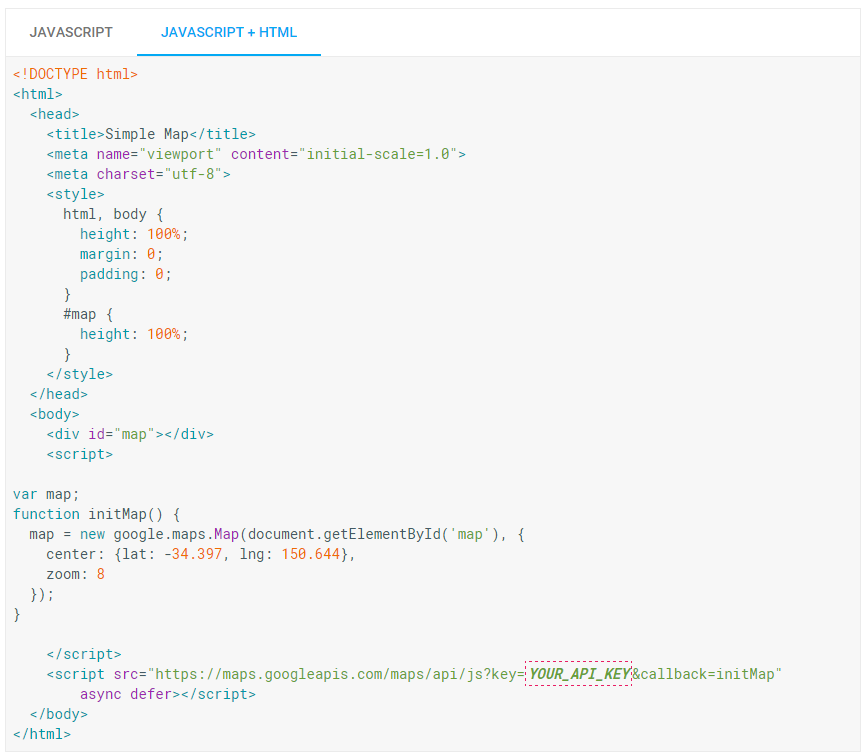 JAVASCRIPT JAVASCRIPT + HTML
<!DOCTYPE html>
<html>
  <head>
    <title>Simple Map</title>
    <meta name="viewport" content="initial-scale=1.0">
    <meta charset="utf-8">
    <style>
      html, body {
        height: 100%;
        margin: 0;
        padding: 0;
      }
      #map {
        height: 100%;
      }
    </style>
  </head>
  <body>
    <div id="map"></div>
    <script>

var map;
function initMap() {
  map = new google.maps.Map(document.getElementById('map'), {
    center: {lat: -34.397, lng: 150.644},
    zoom: 8
  });
}

    </script>
    <script src="https://maps.googleapis.com/maps/api/js?key=YOUR_API_KEY&callback=initMap"
        async defer></script>
  </body>
</html>